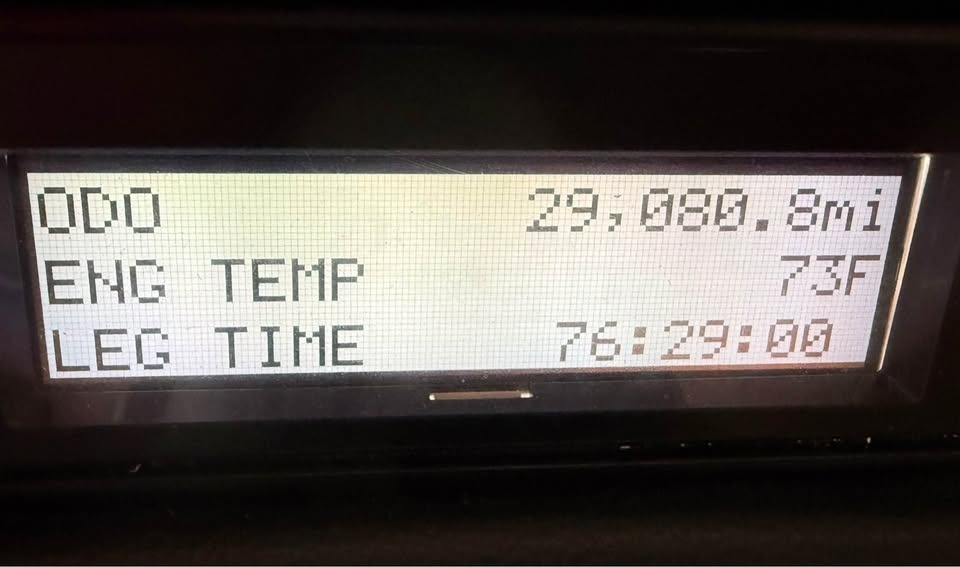 ODO 29,080.8mi
ENG TEMP 73F
LEG TIME 76:29:00